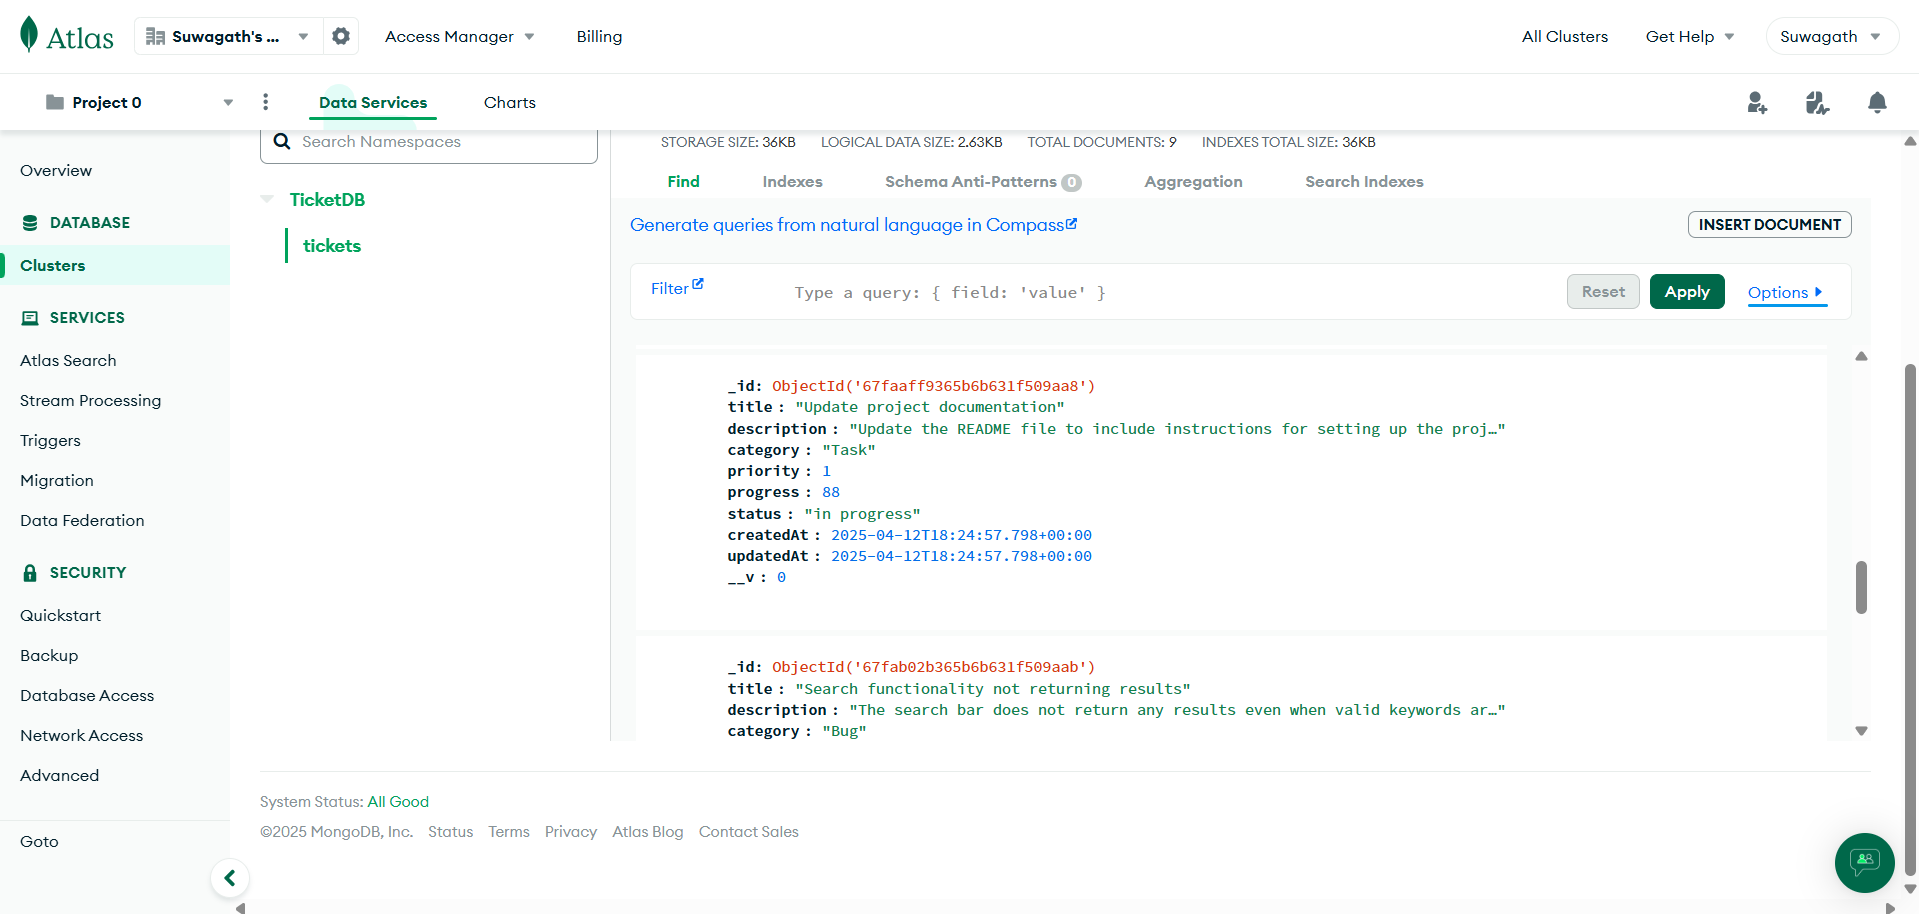 Atlas
Suwagath's ...
Access Manager
Billing
All Clusters
Get Help
Suwagath
Project 0
Data Services
Charts
Search Namespaces
STORAGE SIZE: 36KB LOGICAL DATA SIZE: 2.63KB TOTAL DOCUMENTS: 9 INDEXES TOTAL SIZE: 36KB
Overview
DATABASE
Clusters
SERVICES
Atlas Search
Stream Processing
Triggers
Migration
Data Federation
SECURITY
Quickstart
Backup
Database Access
Network Access
Advanced
Goto
TicketDB
tickets
Find Indexes Schema Anti-Patterns 0 Aggregation Search Indexes
Generate queries from natural language in Compass
INSERT DOCUMENT
Filter
Type a query: { field: 'value' }
Reset
Apply
Options
_id: ObjectId('67faaff9365b6b631f509aa8')
title : "Update project documentation"
description : "Update the README file to include instructions for setting up the proj…"
category : "Task"
priority : 1
progress : 88
status : "in progress"
createdAt : 2025-04-12T18:24:57.798+00:00
updatedAt : 2025-04-12T18:24:57.798+00:00
__v : 0
_id: ObjectId('67fab02b365b6b631f509aab')
title : "Search functionality not returning results"
description : "The search bar does not return any results even when valid keywords ar…"
category : "Bug"
System Status: All Good
©2025 MongoDB, Inc. Status Terms Privacy Atlas Blog Contact Sales